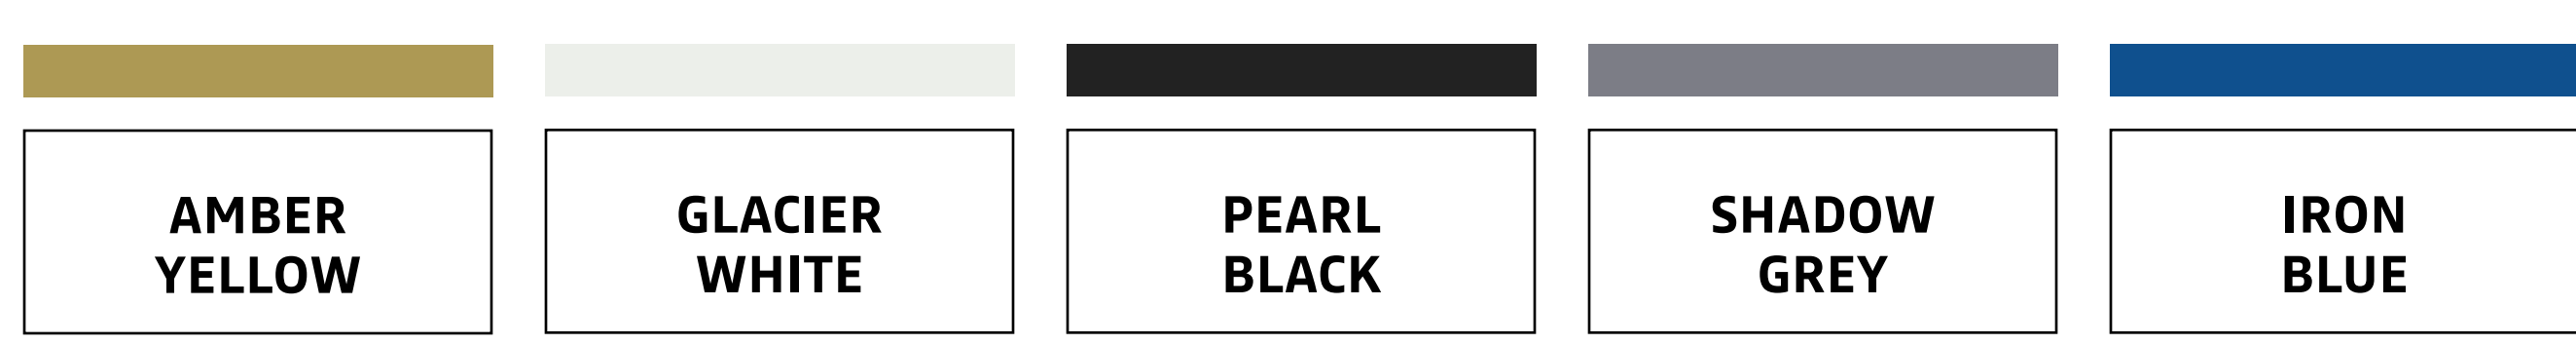 AMBER
YELLOW
GLACIER
WHITE
PEARL
BLACK
SHADOW
GREY
IRON
BLUE